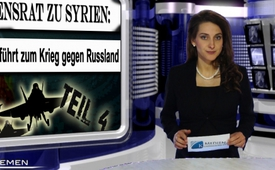 ENSRAT ZU SYRIEN:
führt zum Krieg gegen Russland
TEIL 4
EMEN